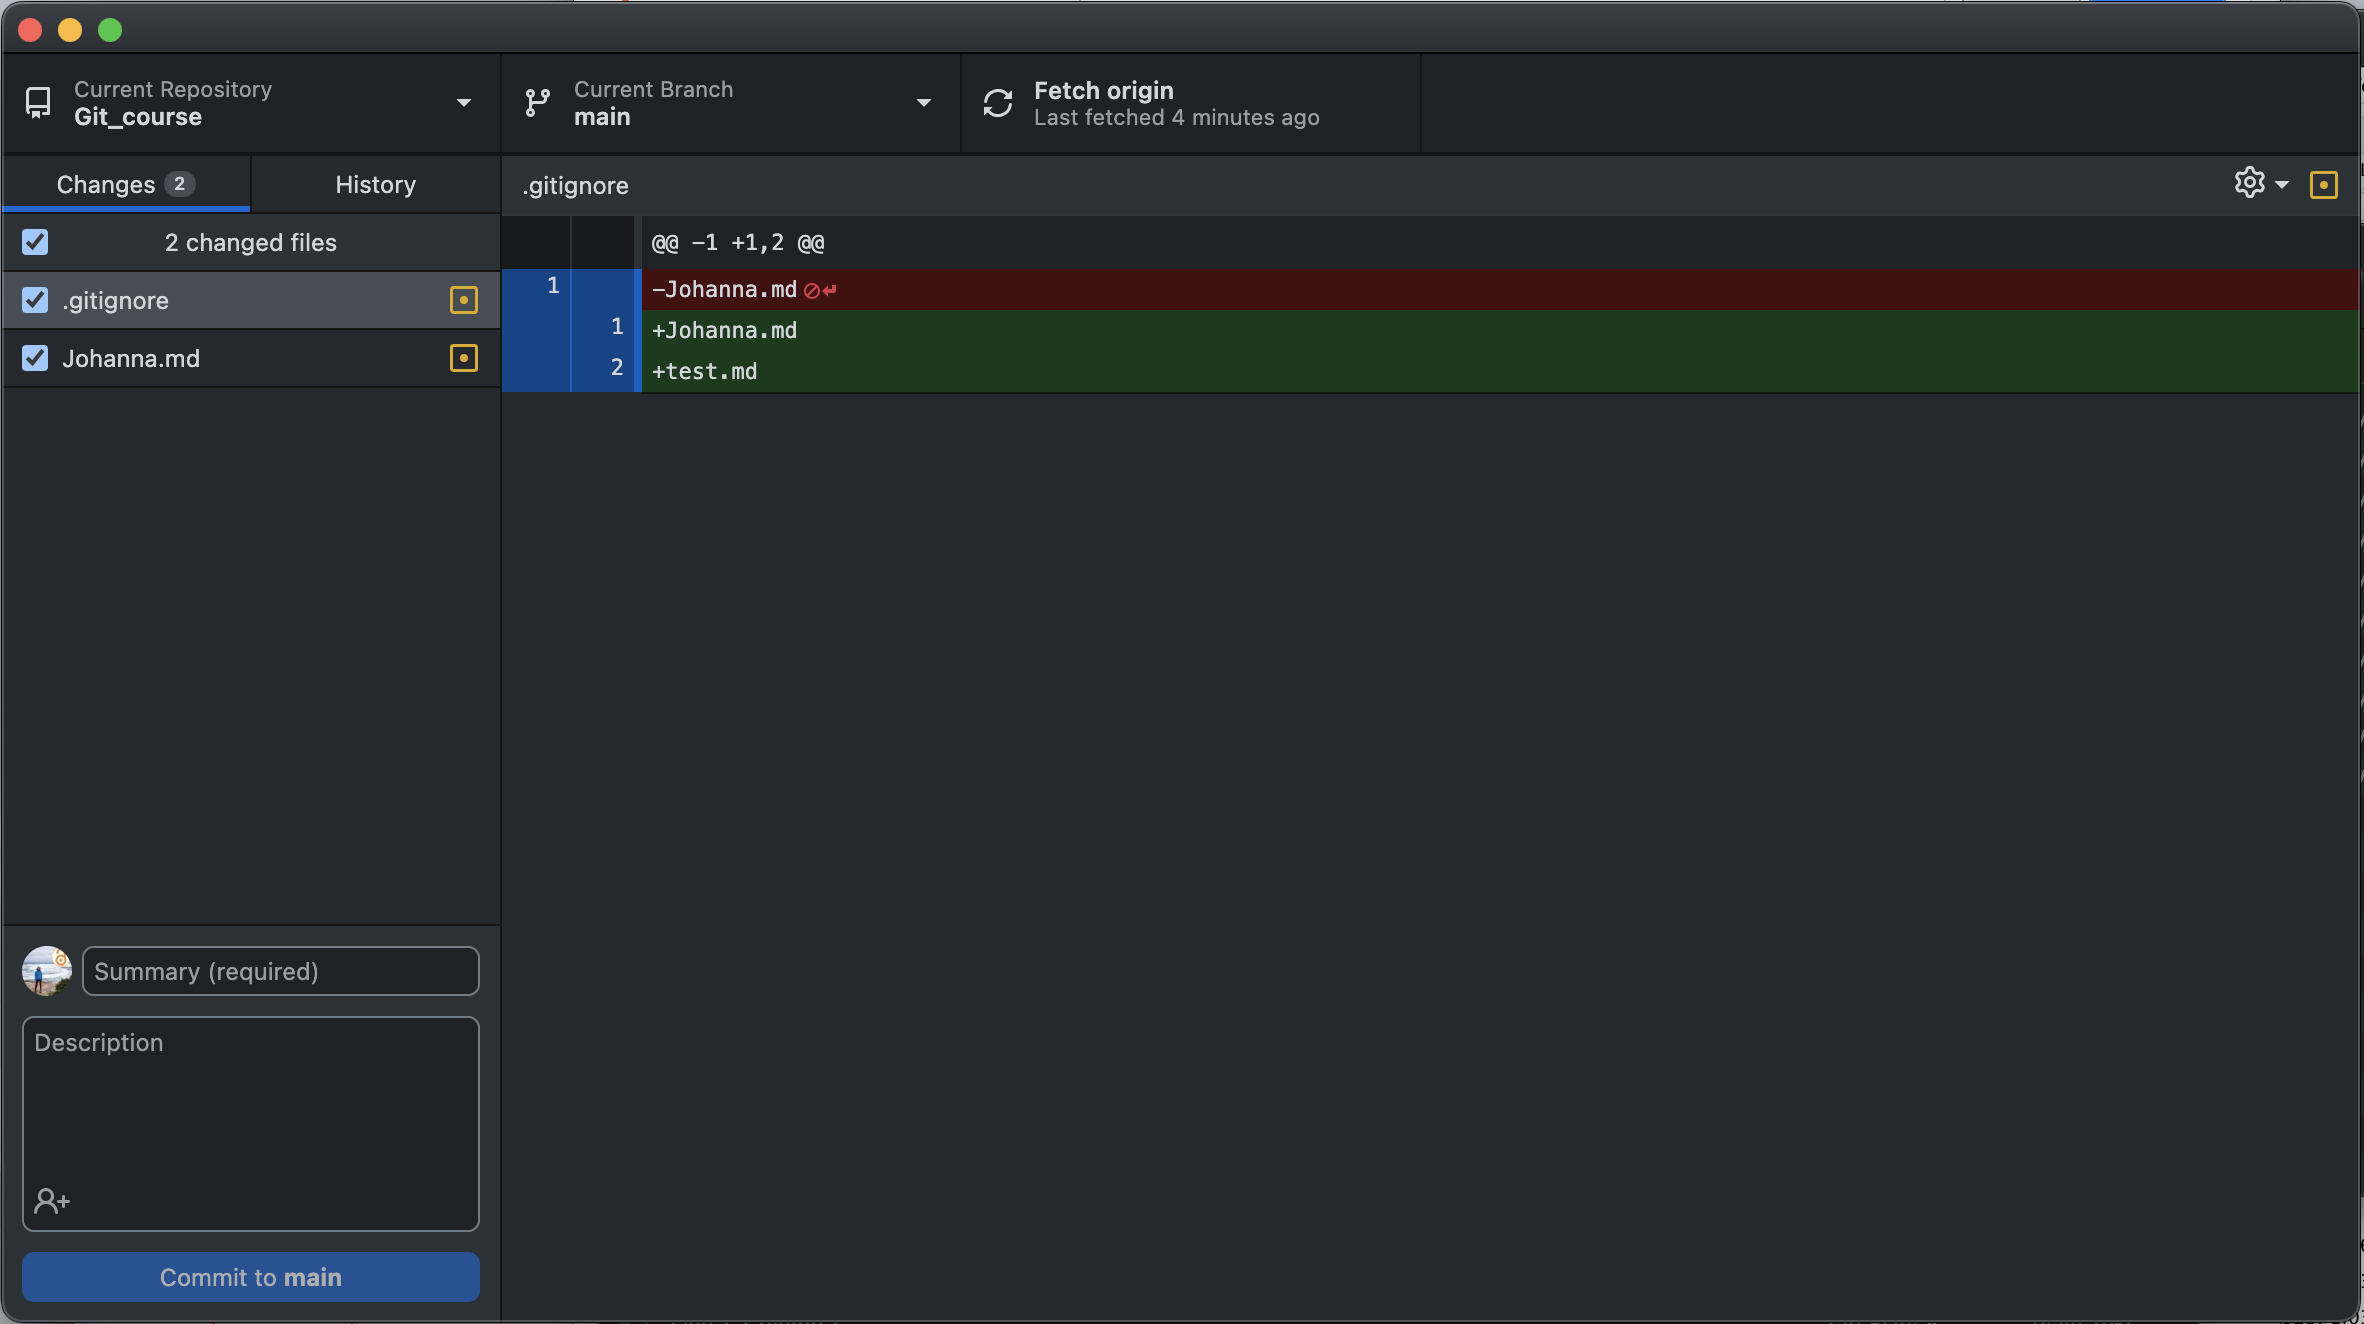 Current Repository
Git_course
Current Branch
main
Fetch origin
Last fetched 4 minutes ago
Changes 2
History
.gitignore
2 changed files
.gitignore
Johanna.md
@@ -1 +1,2 @@
1 -Johanna.md
1 +Johanna.md
2 +test.md
Summary (required)
Description
Commit to main